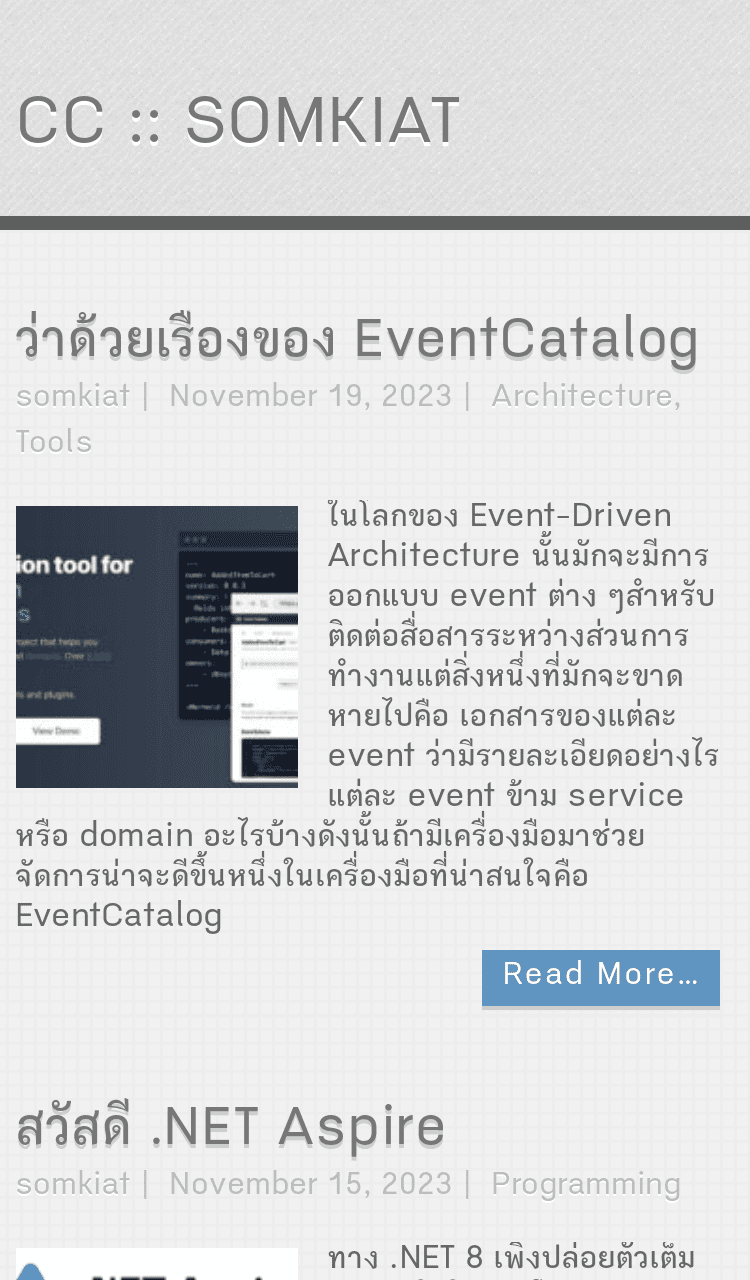 CC :: SOMKIAT
ว่าด้วยเรื่องของ EventCatalog
somkiat | November 19, 2023 | Architecture,
Tools
ion tool for
View Demo
ในโลกของ Event-Driven
Architecture นั้นมักจะมีการ
ออกแบบ event ต่าง ๆสำหรับ
ติดต่อสื่อสารระหว่างส่วนการ
ทำงานแต่สิ่งหนึ่งที่มักจะขาด
หายไปคือ เอกสารของแต่ละ
event ว่ามีรายละเอียดอย่างไร
แต่ละ event ข้าม service
หรือ domain อะไรบ้างดังนั้นถ้ามีเครื่องมือมาช่วย
จัดการน่าจะดีขึ้นหนึ่งในเครื่องมือที่น่าสนใจคือ
EventCatalog
Read More…
สวัสดี .NET Aspire
somkiat | November 15, 2023 | Programming
ทาง .NET 8 เพิ่งปล่อยตัวเต็ม